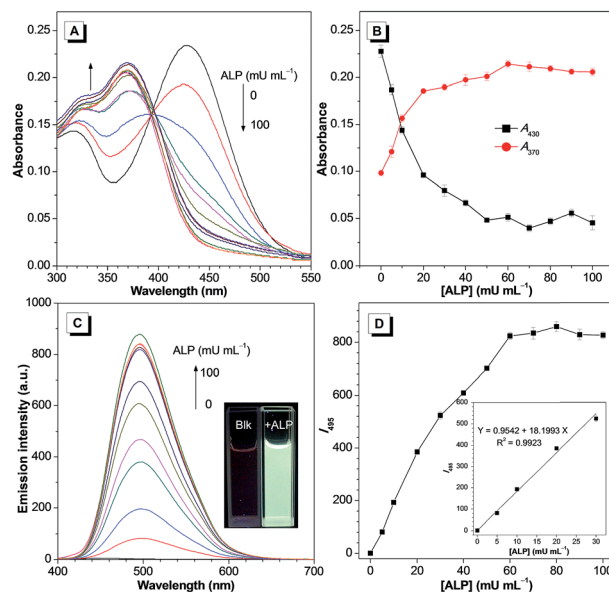 A
ALP (mU mL⁻¹)
0
100
0.25
0.20
0.15
0.10
0.05
0.00
Absorbance
300 350 400 450 500 550
Wavelength (nm)
B
A430
A370
0.25
0.20
0.15
0.10
0.05
0.00
Absorbance
0 20 40 60 80 100
[ALP] (mU mL⁻¹)
C
ALP (mU mL⁻¹)
100
0
Blk +ALP
1000
800
600
400
200
0
Emission intensity (a.u.)
400 500 600 700
Wavelength (nm)
D
800
600
400
200
0
I495
0 20 40 60 80 100
[ALP] (mU mL⁻¹)
Y = 0.9542 + 18.1993 X
R² = 0.9923
600
500
400
300
200
100
0
I495
0 5 10 15 20 25 30
[ALP] (mU mL⁻¹)